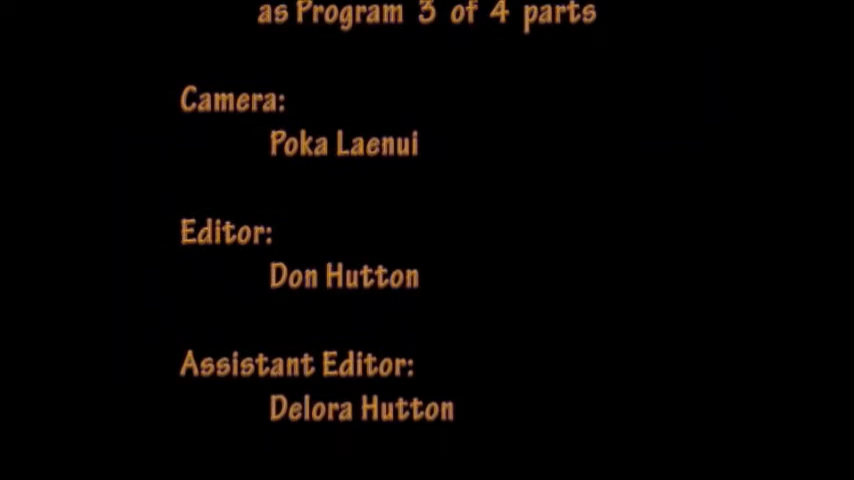 as Program 3 of 4 parts
Camera:
Poka Laenui
Editor:
Don Hutton
Assistant Editor:
Delora Hutton